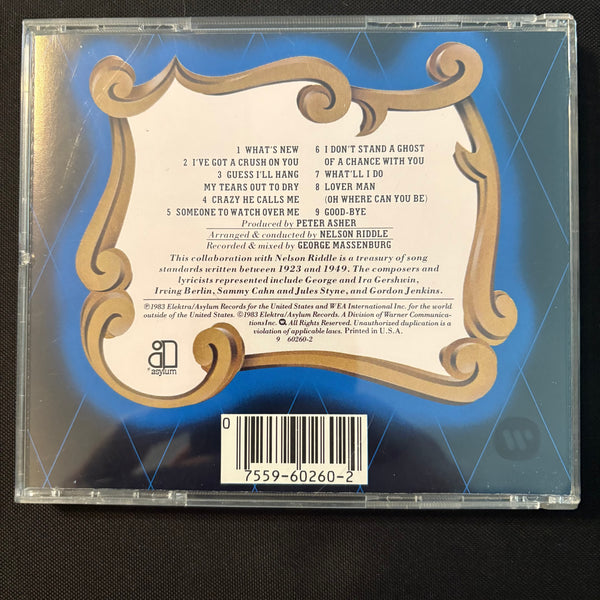 1 WHAT'S NEW
2 I'VE GOT A CRUSH ON YOU
3 GUESS I'LL HANG
MY TEARS OUT TO DRY
4 CRAZY HE CALLS ME
5 SOMEONE TO WATCH OVER ME
6 I DON'T STAND A GHOST
OF A CHANCE WITH YOU
7 WHAT'LL I DO
8 LOVER MAN
(OH WHERE CAN YOU BE)
9 GOOD-BYE
Produced by PETER ASHER
Arranged & conducted by NELSON RIDDLE
Recorded & mixed by GEORGE MASSENBURG
This collaboration with Nelson Riddle is a treasury of song
standards written between 1923 and 1949. The composers and
lyricists represented include George and Ira Gershwin,
Irving Berlin, Sammy Cahn and Jules Styne, and Gordon Jenkins.
℗1983 Elektra/Asylum Records for the United States and WEA International Inc. for the world
outside of the United States. ©1983 Elektra/Asylum Records. A Division of Warner Communica-
tions Inc. All Rights Reserved. Unauthorized duplication is a
violation of applicable laws. Printed in U.S.A.
9 60260-2
asylum
0
7559-60260-2